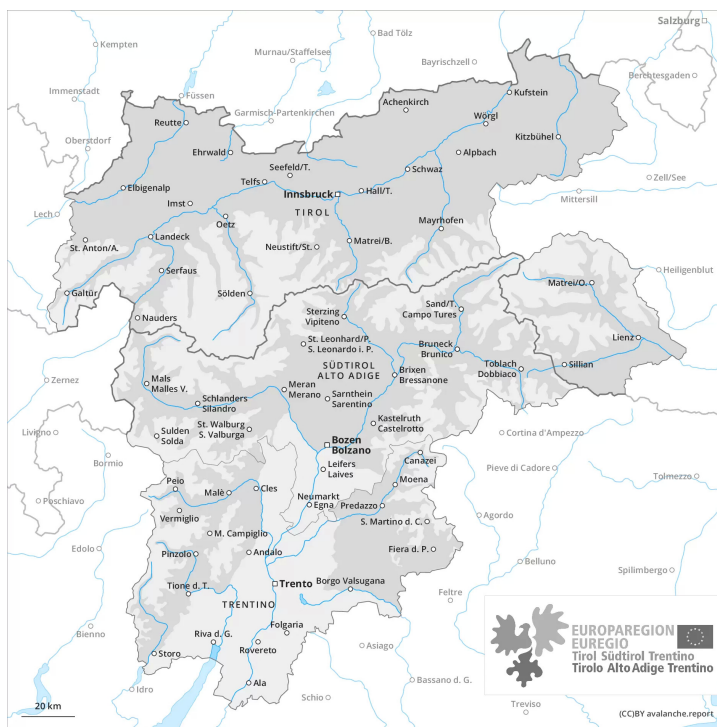 Salzburg
Kempten
Bad Tölz
Murnau/Staffelsee
Bayrischzell
Berchtesgaden
Immenstadt
Füssen
Kufstein
Achenkirch
Garmisch-Partenkirchen
Wörgl
Reutte
Kitzbühel
Oberstdorf
Ehrwald
Alpbach
Seefeld/T.
Schwaz
Zell/See
Telfs
Elbigenalp
Innsbruck
Hall/T.
Mittersill
Imst
TIROL
Lech
Oetz
Mayrhofen
Landeck
St. Anton/A.
Neustift/St.
Matrei/B.
Serfaus
Heiligenblut
Matrei/O.
Galtür
Sölden
Sand/T.
Campo Tures
Sterzing
Vipiteno
Nauders
St. Leonhard/P.
S. Leonardo i. P.
Lienz
Bruneck
Brunico
SÜDTIROL
ALTO ADIGE
Toblach
Dobbiaco
Sillian
Brixen
Bressanone
Zernez
Mals
Malles V.
Meran
Merano
Sarnthein
Sarentino
Schlanders
Silandro
Kastelruth
Castelrotto
St. Walburg
S. Valburga
Livigno
Sulden
Solda
Cortina d'Ampezzo
Bozen
Bolzano
Bormio
Canazei
Pieve di Cadore
Leifers
Laives
Tolmezzo
Peio
Moena
Malè
Cles
Poschiavo
Neumarkt
Egna
Predazzo
Vermiglio
Agordo
S. Martino d. C.
M. Campiglio
Edolo
Pinzolo
Andalo
Fiera d. P.
Belluno
Spilimbergo
Trento
Borgo Valsugana
Tione d. T.
Feltre
TRENTINO
Folgaria
Bienno
Riva d. G.
Rovereto
Asiago
Storo
Bassano d. G.
Ala
Idro
Schio
Treviso
EUROPAREGION
EUREGIO
Tirol Südtirol Trentino
Tirolo Alto Adige Trentino
20 km
(CC)BY avalanche.report